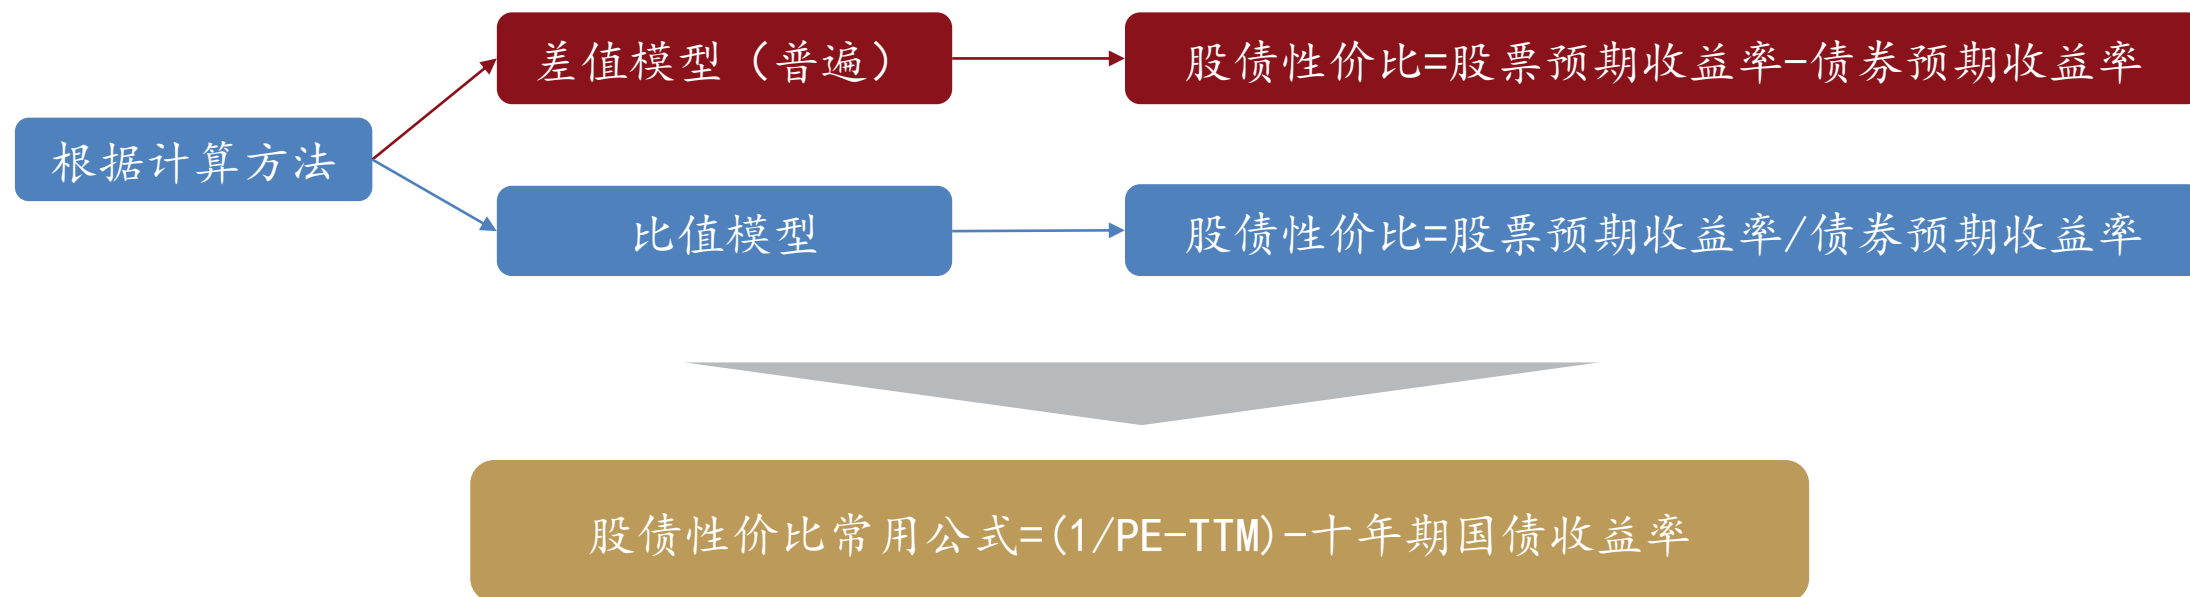 差值模型（普遍）
股债性价比=股票预期收益率-债券预期收益率
根据计算方法
比值模型
股债性价比=股票预期收益率/债券预期收益率
股债性价比常用公式=(1/PE-TTM)-十年期国债收益率